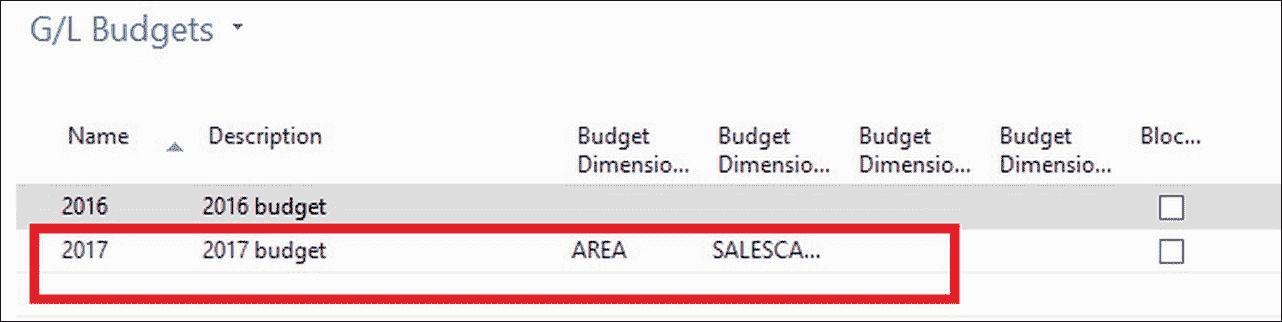 G/L Budgets
Name Description Budget Dimensio... Budget Dimensio... Budget Dimensio... Budget Dimensio... Bloc...
2016 2016 budget
2017 2017 budget AREA SALESCA...